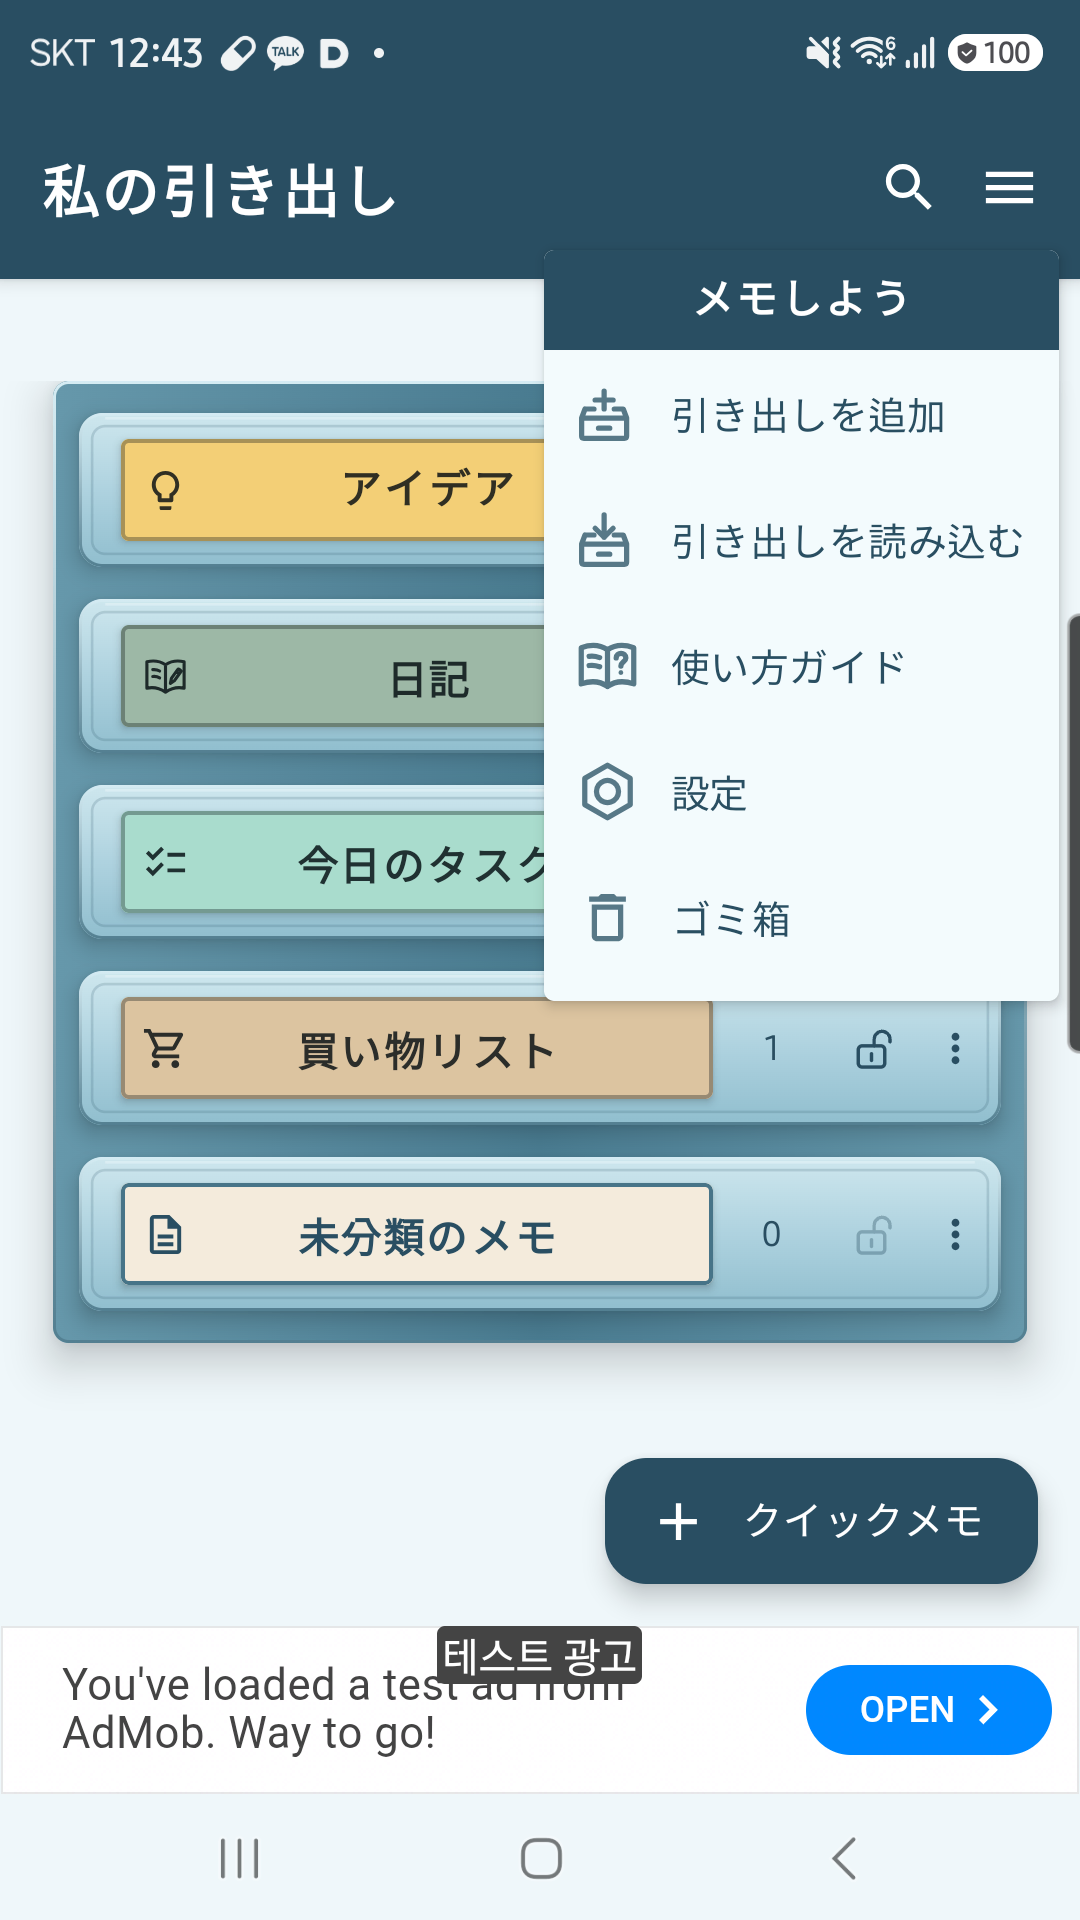 SKT 12:43 TALK D 6 100
私の引き出し
メモしよう
引き出しを追加
引き出しを読み込む
使い方ガイド
設定
ゴミ箱
アイデア
日記
今日のタスク
買い物リスト 1
未分類のメモ 0
クイックメモ
테스트 광고
You've loaded a test ad from
AdMob. Way to go!
OPEN